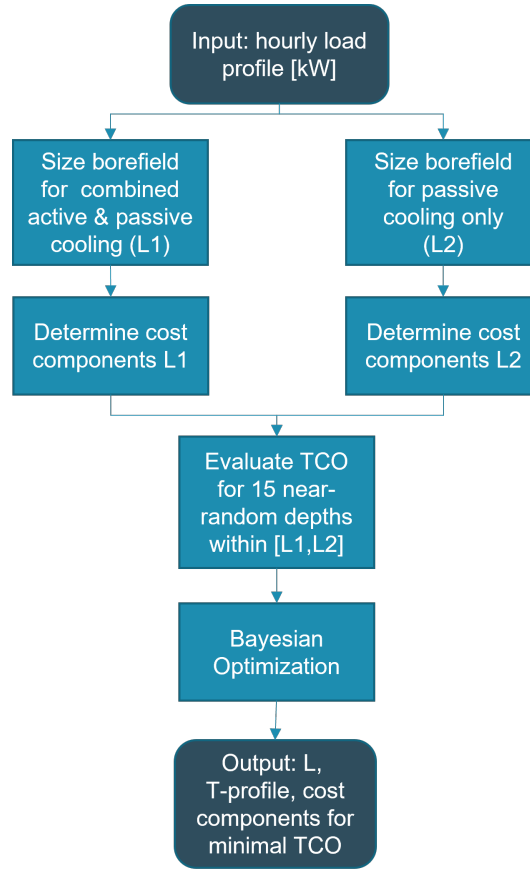 Input: hourly load
profile [kW]
Size borefield
for combined
active & passive
cooling (L1)
Size borefield
for passive
cooling only
(L2)
Determine cost
components L1
Determine cost
components L2
Evaluate TCO
for 15 near-
random depths
within [L1,L2]
Bayesian
Optimization
Output: L,
T-profile, cost
components for
minimal TCO